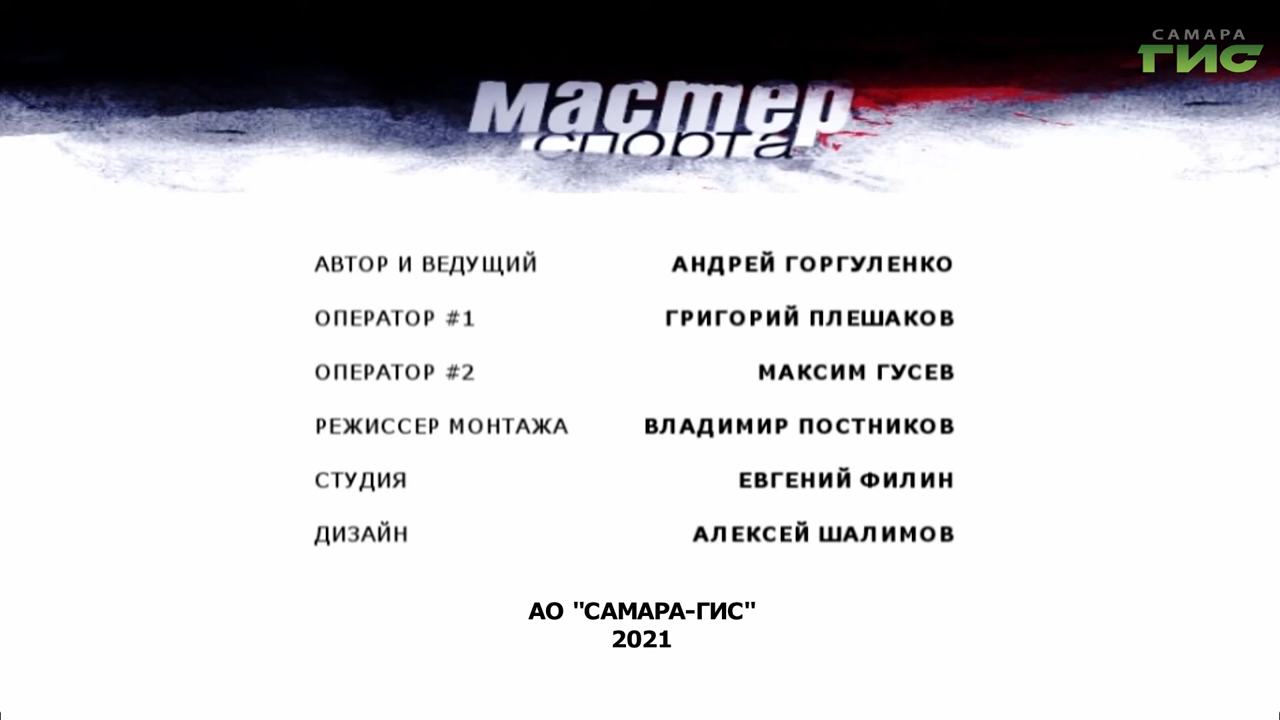 САМАРА
ГИС
мастер
спорта
АВТОР И ВЕДУЩИЙ АНДРЕЙ ГОРГУЛЕНКО
ОПЕРАТОР #1 ГРИГОРИЙ ПЛЕШАКОВ
ОПЕРАТОР #2 МАКСИМ ГУСЕВ
РЕЖИССЕР МОНТАЖА ВЛАДИМИР ПОСТНИКОВ
СТУДИЯ ЕВГЕНИЙ ФИЛИН
ДИЗАЙН АЛЕКСЕЙ ШАЛИМОВ
АО "САМАРА-ГИС"
2021